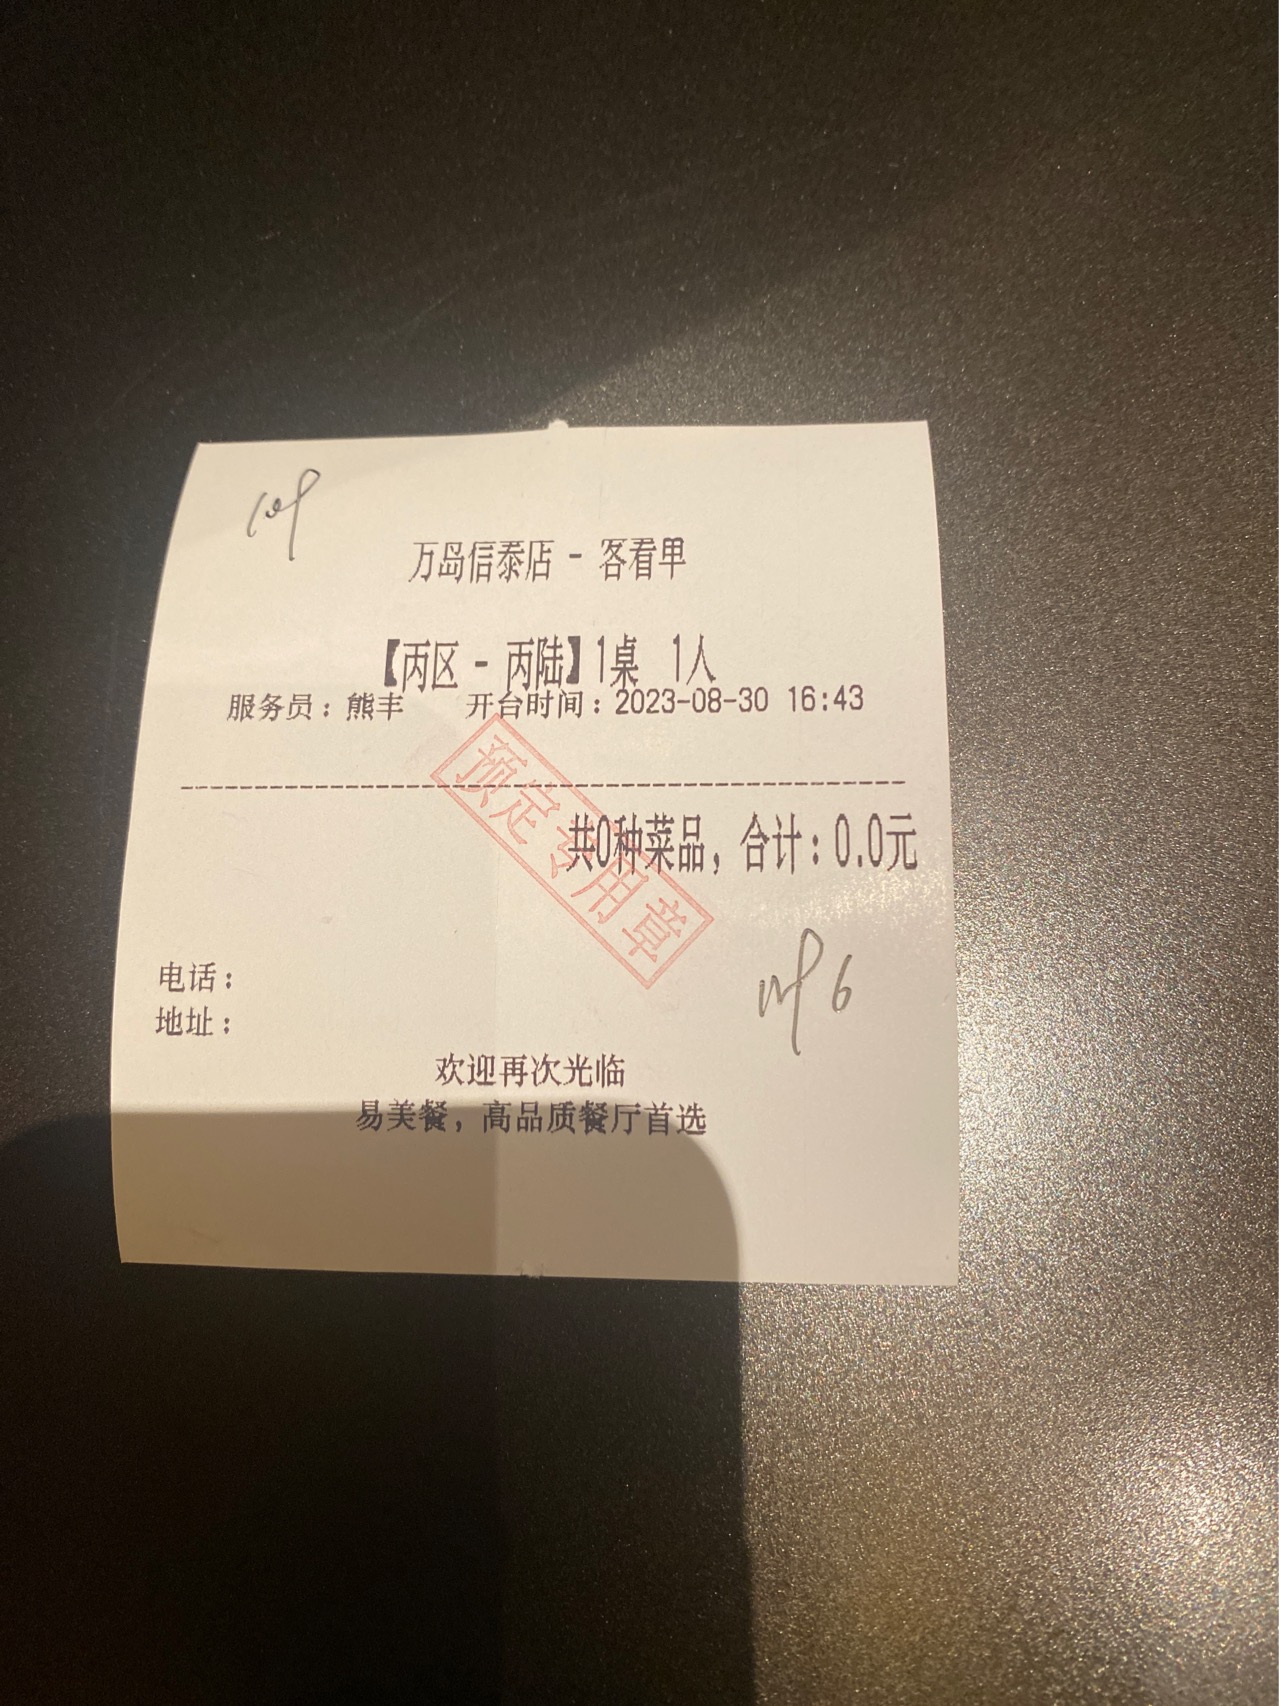 万岛信泰店 - 客看单
【丙区 - 丙陆】1桌 1人
服务员：熊丰 开台时间：2023-08-30 16:43
预定专用章
共0种菜品，合计：0.0元
电话：
地址：
欢迎再次光临
易美餐，高品质餐厅首选